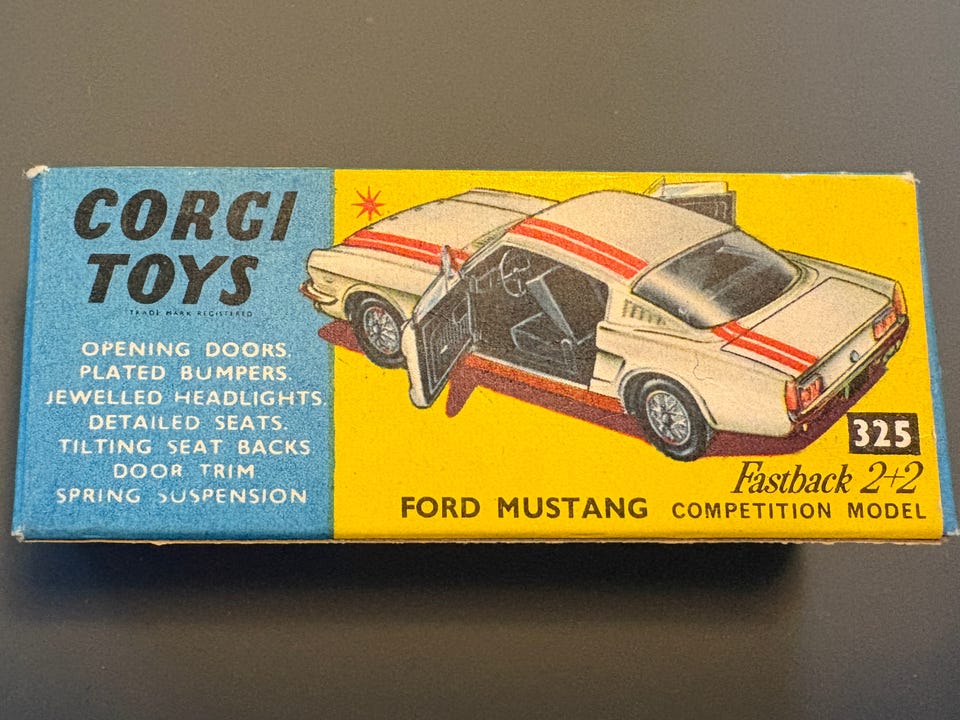 CORGI
TOYS
TRADE MARK REGISTERED
OPENING DOORS.
PLATED BUMPERS.
JEWELLED HEADLIGHTS.
DETAILED SEATS.
TILTING SEAT BACKS
DOOR TRIM
SPRING SUSPENSION
325
Fastback 2+2
FORD MUSTANG COMPETITION MODEL